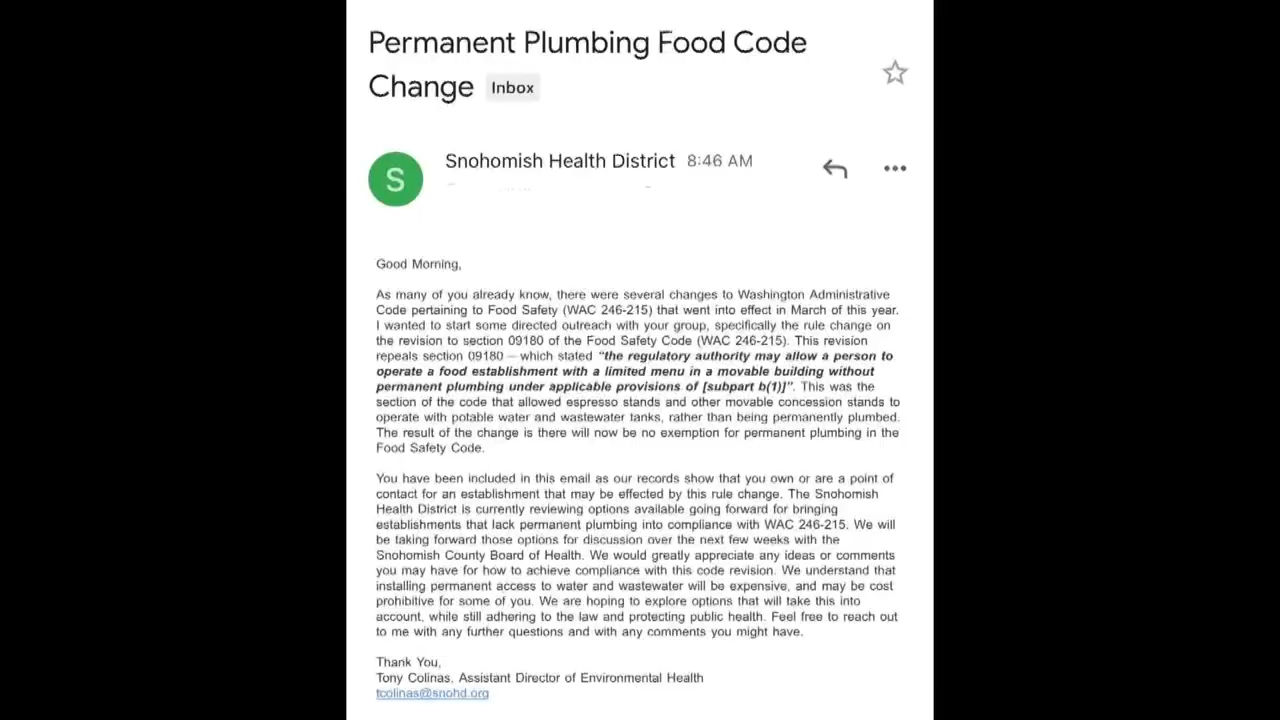 Permanent Plumbing Food Code
Change Inbox
S
Snohomish Health District 8:46 AM
Good Morning,
As many of you already know, there were several changes to Washington Administrative
Code pertaining to Food Safety (WAC 246-215) that went into effect in March of this year.
I wanted to start some directed outreach with your group, specifically the rule change on
the revision to section 09180 of the Food Safety Code (WAC 246-215). This revision
repeals section 09180 – which stated "the regulatory authority may allow a person to
operate a food establishment with a limited menu in a movable building without
permanent plumbing under applicable provisions of [subpart b(1)]". This was the
section of the code that allowed espresso stands and other movable concession stands to
operate with potable water and wastewater tanks, rather than being permanently plumbed.
The result of the change is there will now be no exemption for permanent plumbing in the
Food Safety Code.
You have been included in this email as our records show that you own or are a point of
contact for an establishment that may be effected by this rule change. The Snohomish
Health District is currently reviewing options available going forward for bringing
establishments that lack permanent plumbing into compliance with WAC 246-215. We will
be taking forward those options for discussion over the next few weeks with the
Snohomish County Board of Health. We would greatly appreciate any ideas or comments
you may have for how to achieve compliance with this code revision. We understand that
installing permanent access to water and wastewater will be expensive, and may be cost
prohibitive for some of you. We are hoping to explore options that will take this into
account, while still adhering to the law and protecting public health. Feel free to reach out
to me with any further questions and with any comments you might have.
Thank You,
Tony Colinas, Assistant Director of Environmental Health
tcolinas@snohd.org